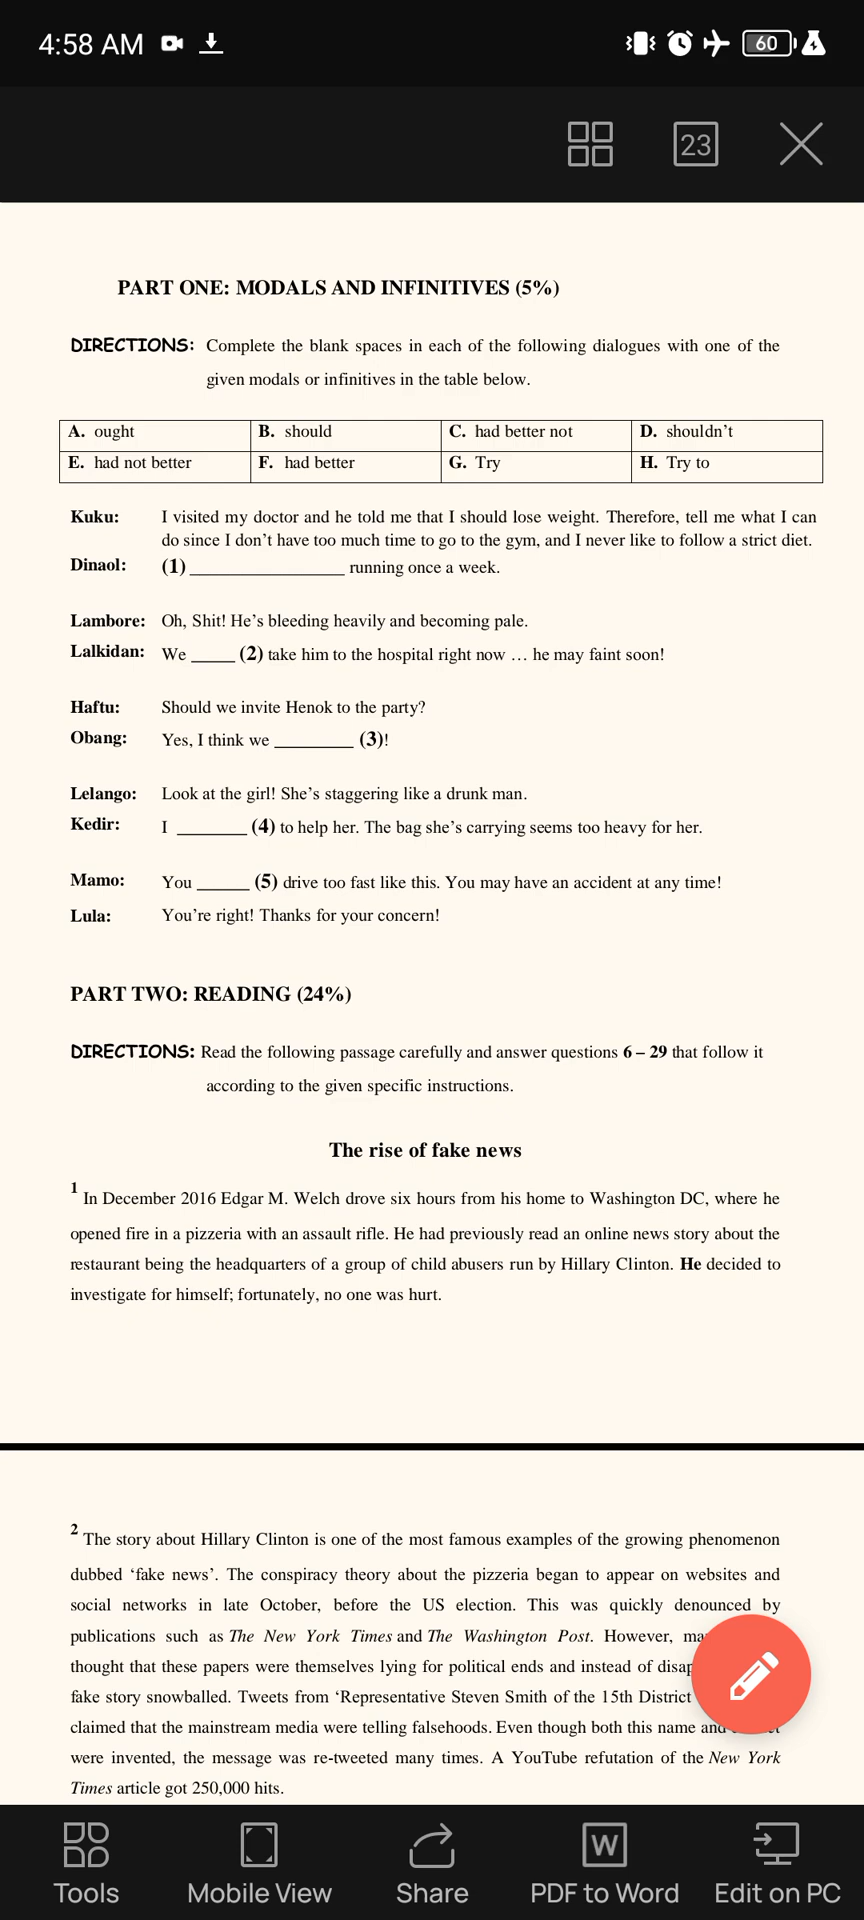 4:58 AM
60
23
PART ONE: MODALS AND INFINITIVES (5%)
DIRECTIONS: Complete the blank spaces in each of the following dialogues with one of the
given modals or infinitives in the table below.
A. ought B. should C. had better not D. shouldn't
E. had not better F. had better G. Try H. Try to
Kuku: I visited my doctor and he told me that I should lose weight. Therefore, tell me what I can
do since I don't have too much time to go to the gym, and I never like to follow a strict diet.
Dinaol: (1) ________________ running once a week.
Lambore: Oh, Shit! He's bleeding heavily and becoming pale.
Lalkidan: We _____ (2) take him to the hospital right now … he may faint soon!
Haftu: Should we invite Henok to the party?
Obang: Yes, I think we _________ (3)!
Lelango: Look at the girl! She's staggering like a drunk man.
Kedir: I ________ (4) to help her. The bag she's carrying seems too heavy for her.
Mamo: You ______ (5) drive too fast like this. You may have an accident at any time!
Lula: You're right! Thanks for your concern!
PART TWO: READING (24%)
DIRECTIONS: Read the following passage carefully and answer questions 6 – 29 that follow it
according to the given specific instructions.
The rise of fake news
1 In December 2016 Edgar M. Welch drove six hours from his home to Washington DC, where he
opened fire in a pizzeria with an assault rifle. He had previously read an online news story about the
restaurant being the headquarters of a group of child abusers run by Hillary Clinton. He decided to
investigate for himself; fortunately, no one was hurt.
2 The story about Hillary Clinton is one of the most famous examples of the growing phenomenon
dubbed 'fake news'. The conspiracy theory about the pizzeria began to appear on websites and
social networks in late October, before the US election. This was quickly denounced by
publications such as The New York Times and The Washington Post. However,
thought that these papers were themselves lying for political ends and instead of
fake story snowballed. Tweets from 'Representative Steven Smith of the 15th District
claimed that the mainstream media were telling falsehoods. Even though both this name and
were invented, the message was re-tweeted many times. A YouTube refutation of the New York
Times article got 250,000 hits.
Tools Mobile View Share PDF to Word Edit on PC